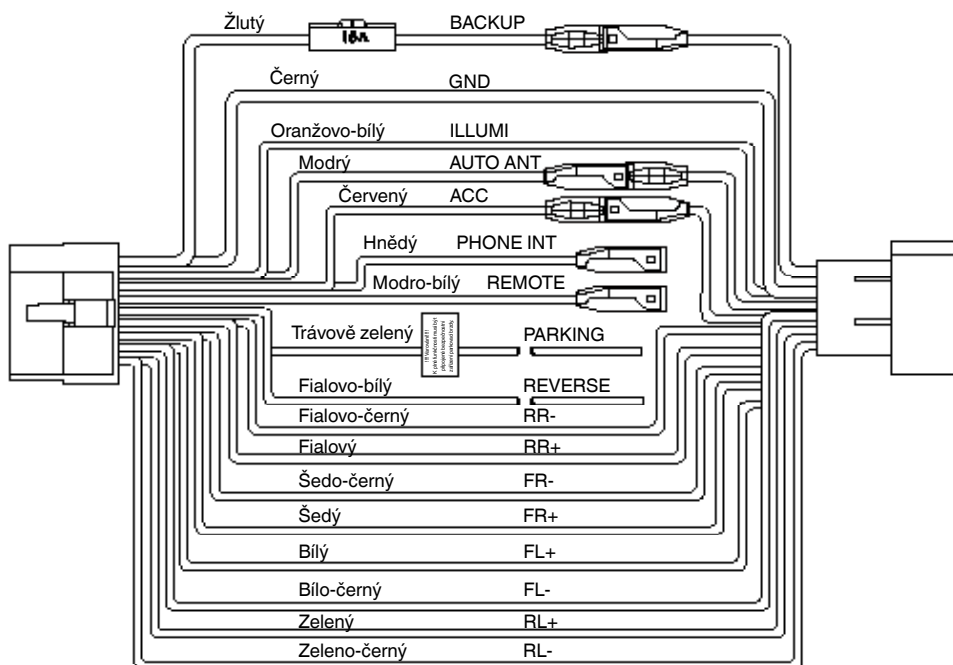 Žlutý BACKUP
15A
Černý GND
Oranžovo-bílý ILLUMI
Modrý AUTO ANT
Červený ACC
Hnědý PHONE INT
Modro-bílý REMOTE
Trávově zelený PARKING
Fialovo-bílý REVERSE
Fialovo-černý RR-
Fialový RR+
Šedo-černý FR-
Šedý FR+
Bílý FL+
Bílo-černý FL-
Zelený RL+
Zeleno-černý RL-